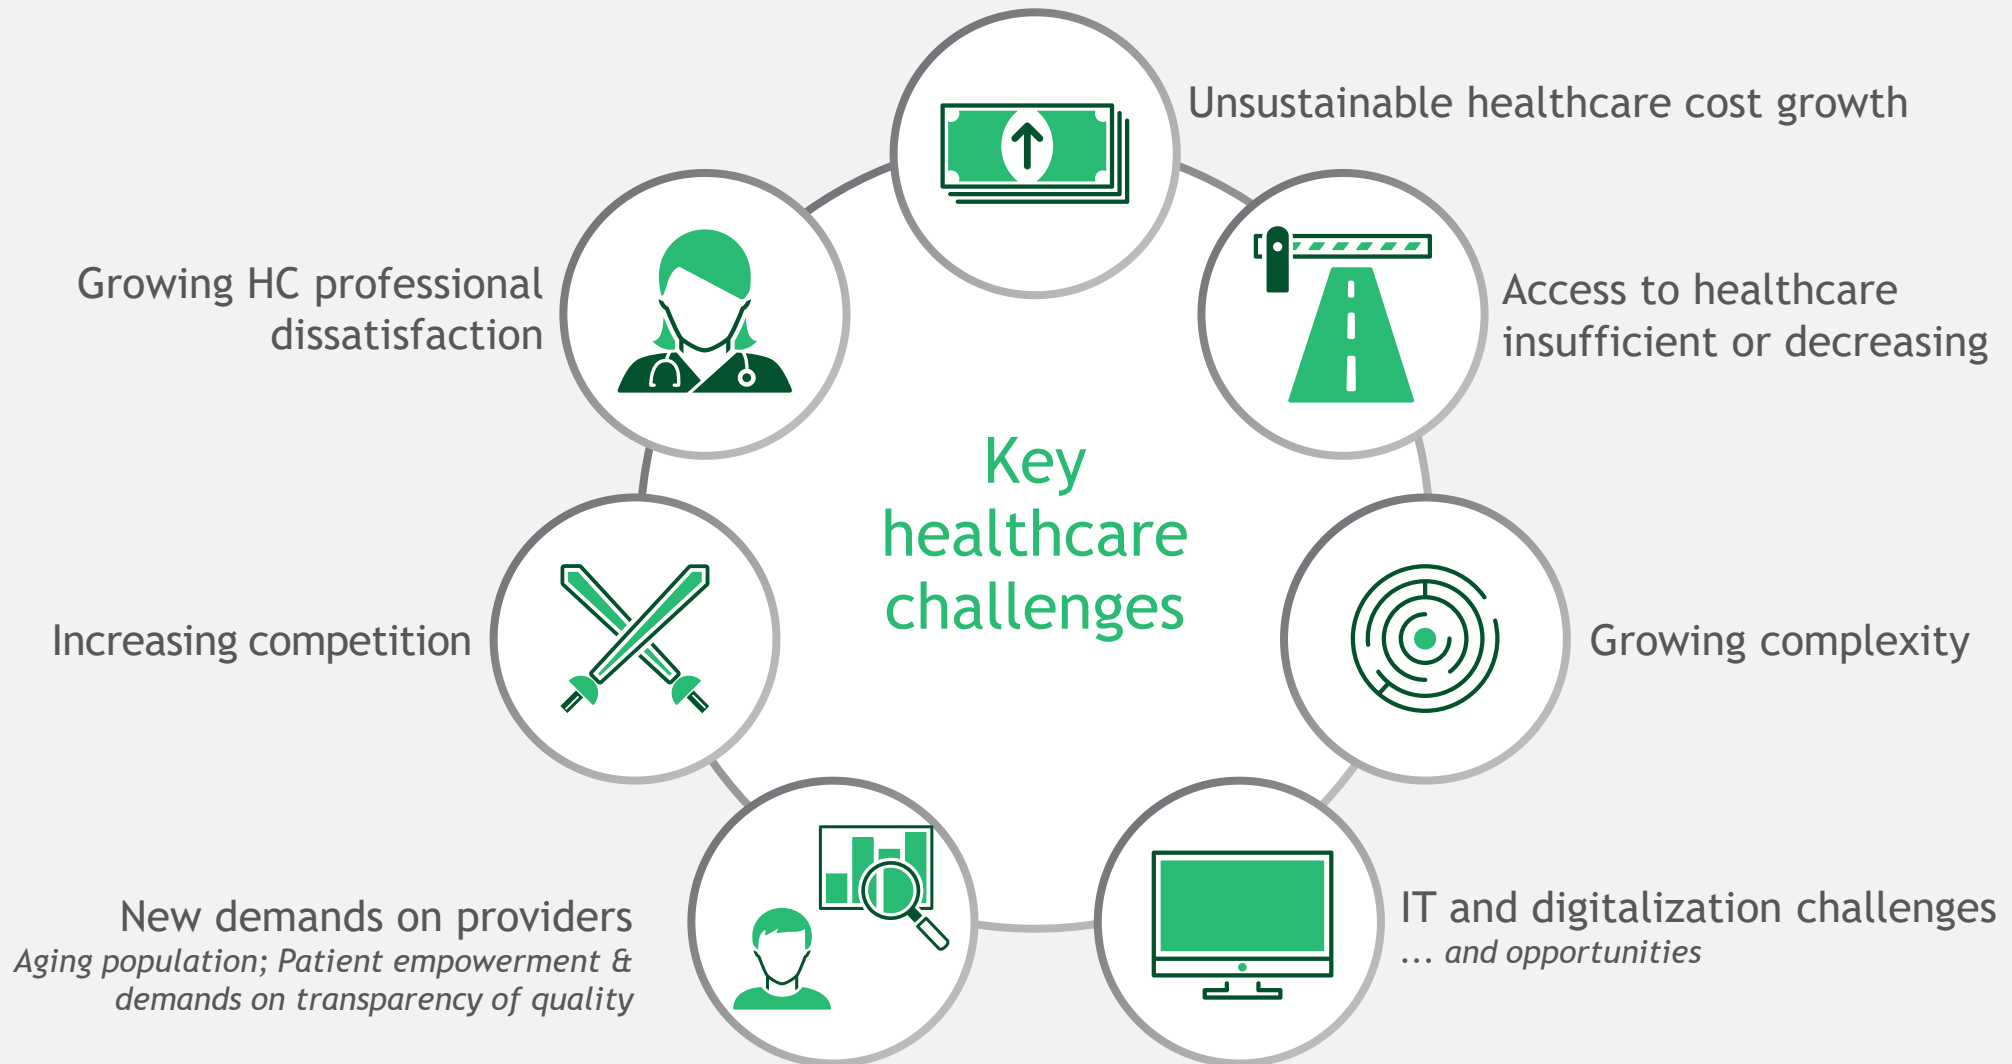 Unsustainable healthcare cost growth
Growing HC professional
dissatisfaction
Access to healthcare
insufficient or decreasing
Key
healthcare
challenges
Increasing competition
Growing complexity
New demands on providers
Aging population; Patient empowerment &
demands on transparency of quality
IT and digitalization challenges
... and opportunities